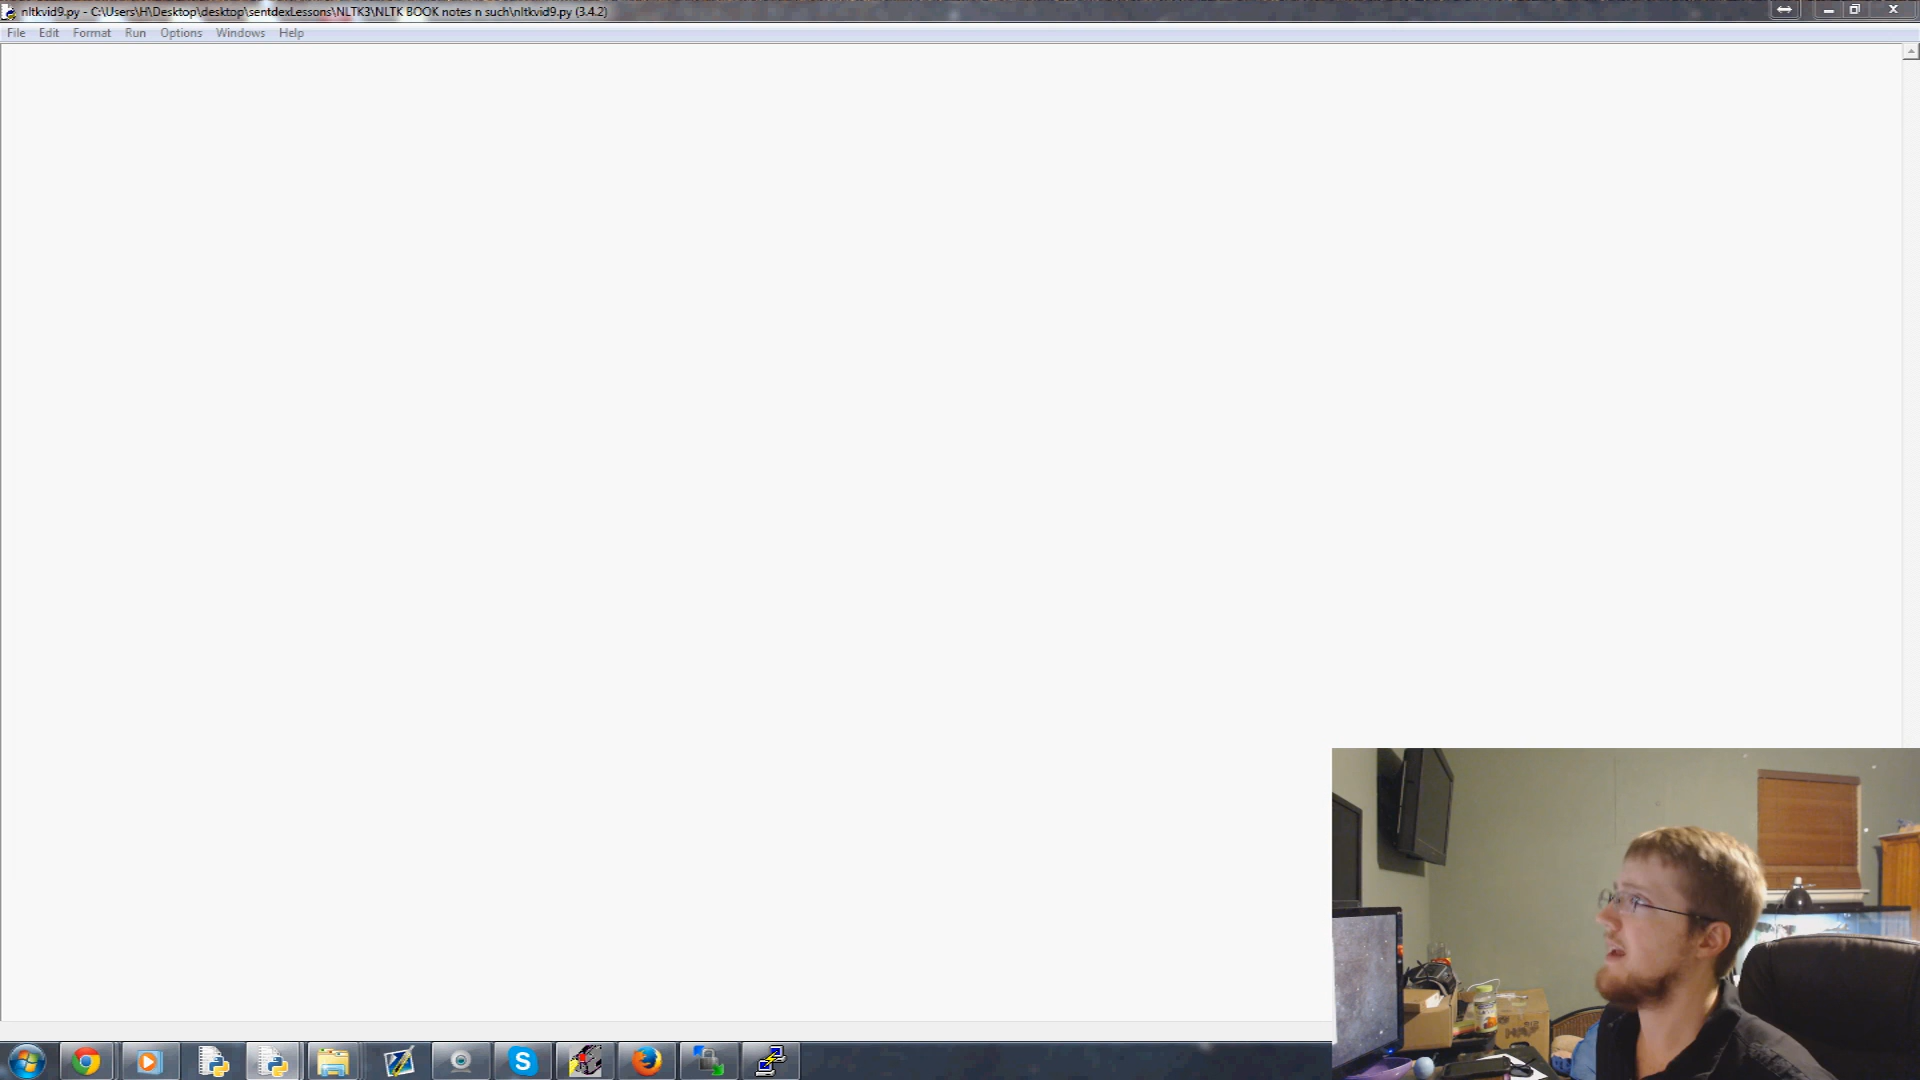 nltkvid9.py - C:\Users\H\Desktop\desktop\sentdexLessons\NLTK3\NLTK BOOK notes n such\nltkvid9.py (3.4.2)
File Edit Format Run Options Windows Help